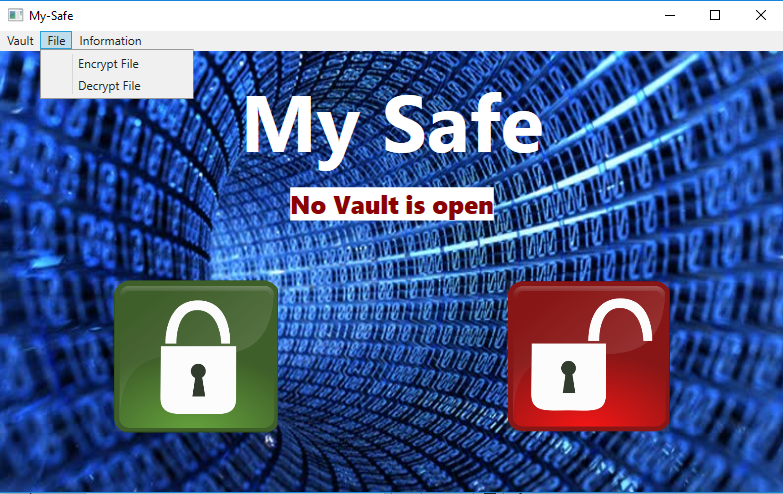 My-Safe
Vault File Information
Encrypt File
Decrypt File
My Safe
No Vault is open